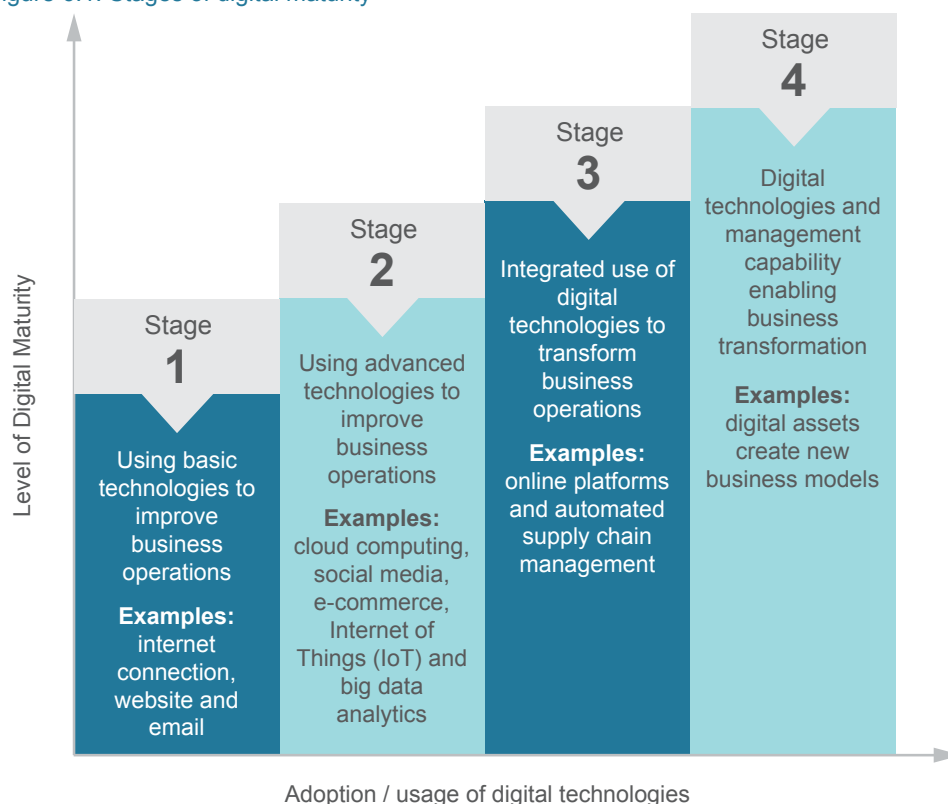 Stages of digital maturity
Stage
1
Using basic
technologies to
improve
business
operations
Examples:
internet
connection,
website and
email
Stage
2
Using advanced
technologies to
improve
business
operations
Examples:
cloud computing,
social media,
e-commerce,
Internet of
Things (IoT) and
big data
analytics
Stage
3
Integrated use of
digital
technologies to
transform
business
operations
Examples:
online platforms
and automated
supply chain
management
Stage
4
Digital
technologies and
management
capability
enabling
business
transformation
Examples:
digital assets
create new
business models
Level of Digital Maturity
Adoption / usage of digital technologies